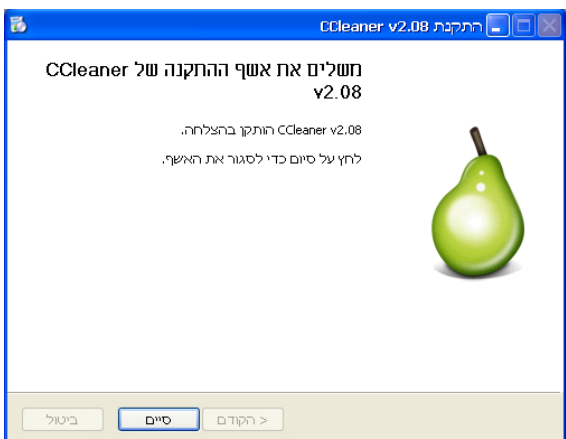 התקנת CCleaner v2.08
משלים את אשף ההתקנה של CCleaner
v2.08
CCleaner v2.08 הותקן בהצלחה.
לחץ על סיום כדי לסגור את האשף.
< הקודם
סיים
ביטול